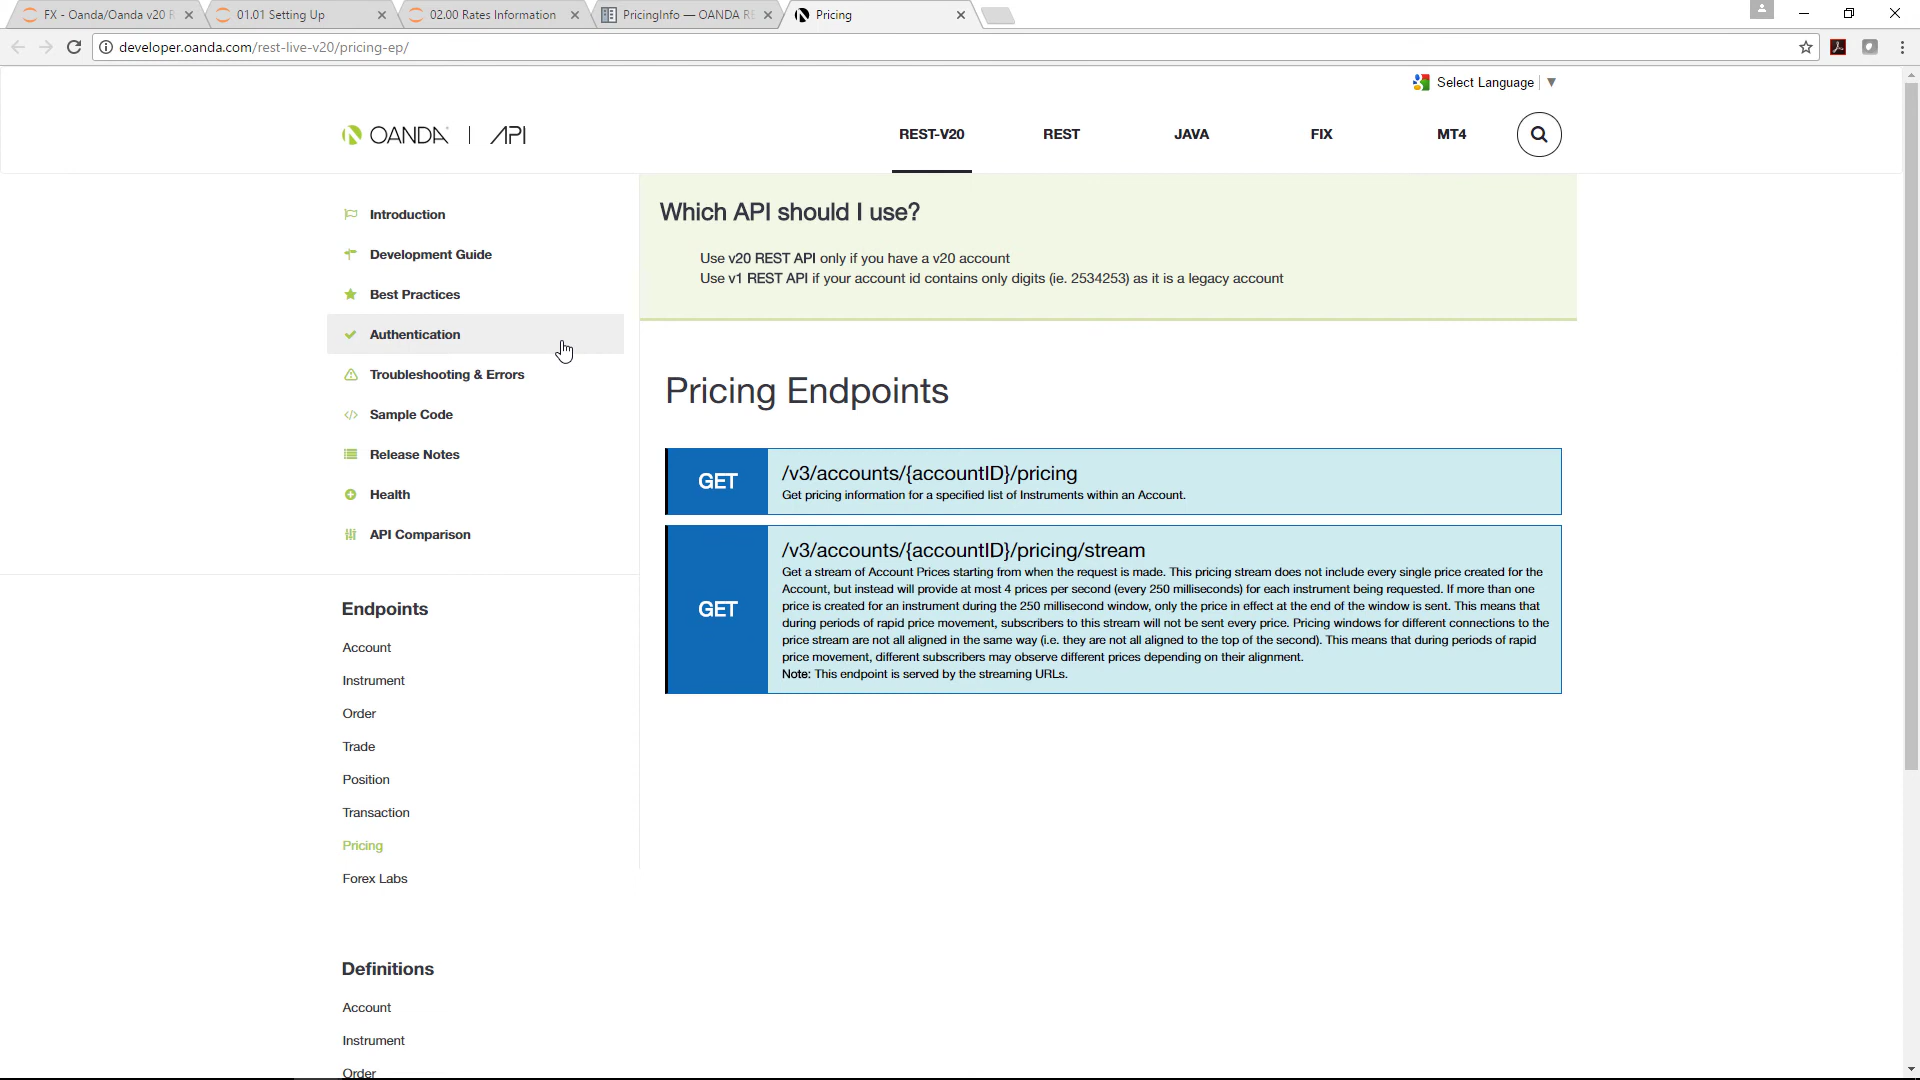 FX - Oanda/Oanda v20 R
01.01 Setting Up
02.00 Rates Information
PricingInfo — OANDA RE
Pricing
developer.oanda.com/rest-live-v20/pricing-ep/
Select Language ▼
OANDA | API
REST-V20
REST
JAVA
FIX
MT4
Introduction
Development Guide
Best Practices
Authentication
Troubleshooting & Errors
Sample Code
Release Notes
Health
API Comparison
Endpoints
Account
Instrument
Order
Trade
Position
Transaction
Pricing
Forex Labs
Definitions
Account
Instrument
Order
Which API should I use?
Use v20 REST API only if you have a v20 account
Use v1 REST API if your account id contains only digits (ie. 2534253) as it is a legacy account
Pricing Endpoints
GET
/v3/accounts/{accountID}/pricing
Get pricing information for a specified list of Instruments within an Account.
GET
/v3/accounts/{accountID}/pricing/stream
Get a stream of Account Prices starting from when the request is made. This pricing stream does not include every single price created for the
Account, but instead will provide at most 4 prices per second (every 250 milliseconds) for each instrument being requested. If more than one
price is created for an instrument during the 250 millisecond window, only the price in effect at the end of the window is sent. This means that
during periods of rapid price movement, subscribers to this stream will not be sent every price. Pricing windows for different connections to the
price stream are not all aligned in the same way (i.e. they are not all aligned to the top of the second). This means that during periods of rapid
price movement, different subscribers may observe different prices depending on their alignment.
Note: This endpoint is served by the streaming URLs.